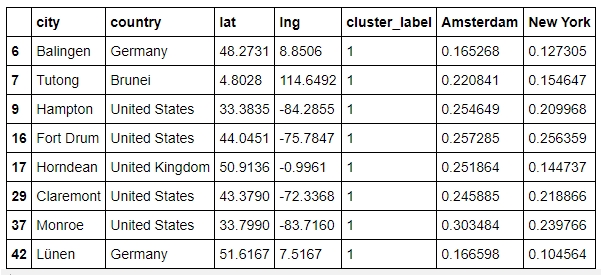 city country lat lng cluster_label Amsterdam New York
6 Balingen Germany 48.2731 8.8506 1 0.165268 0.127305
7 Tutong Brunei 4.8028 114.6492 1 0.220841 0.154647
9 Hampton United States 33.3835 -84.2855 1 0.254649 0.209968
16 Fort Drum United States 44.0451 -75.7847 1 0.257285 0.256359
17 Horndean United Kingdom 50.9136 -0.9961 1 0.251864 0.144737
29 Claremont United States 43.3790 -72.3368 1 0.245885 0.218866
37 Monroe United States 33.7990 -83.7160 1 0.303484 0.239766
42 Lünen Germany 51.6167 7.5167 1 0.166598 0.104564